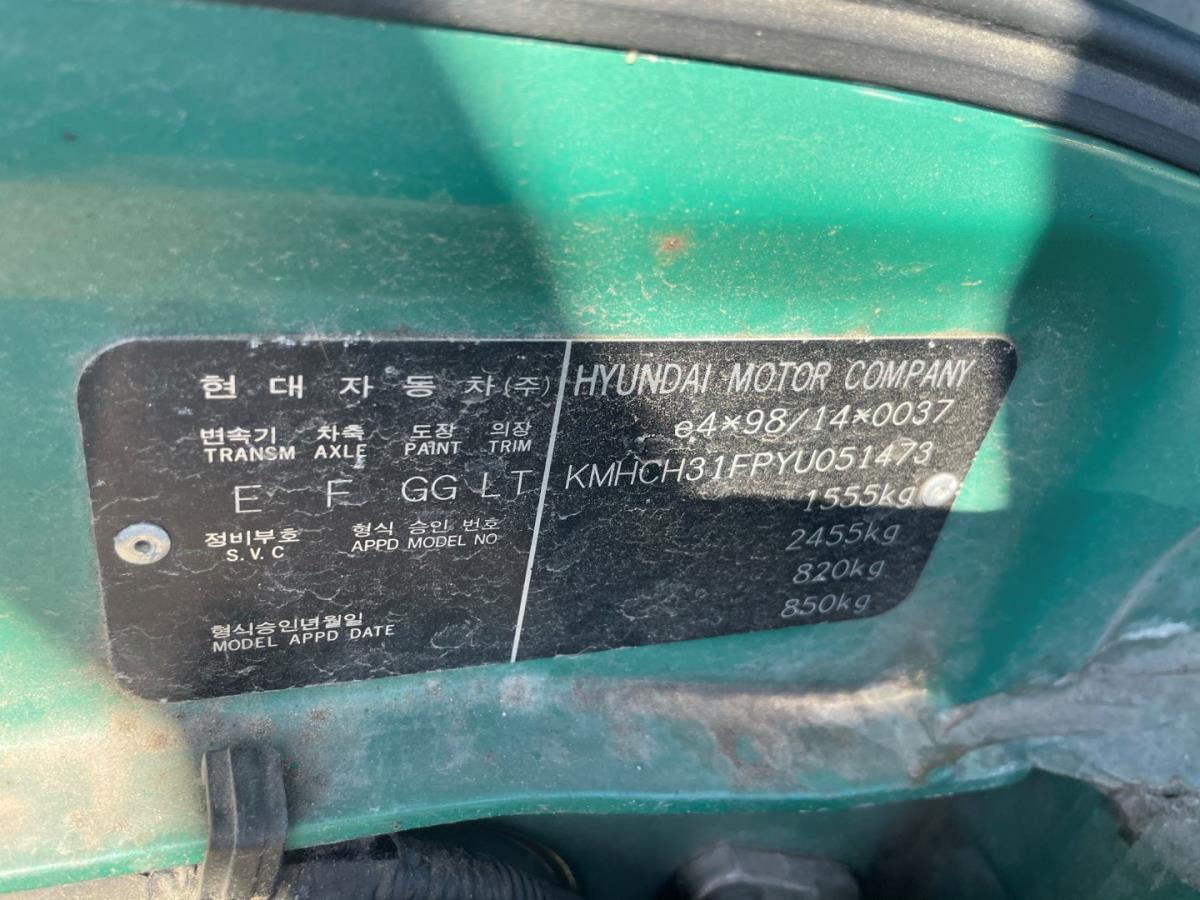 현대자동차(주)
변속기 차축 도장 의장
TRANSM AXLE PAINT TRIM
E F GG LT
정비부호 형식 승인 번호
S.V.C APPD MODEL NO
형식승인년월일
MODEL APPD DATE
HYUNDAI MOTOR COMPANY
e4*98/14*0037
KMHCH31FPYU051473
1555kg
2455kg
820kg
850kg